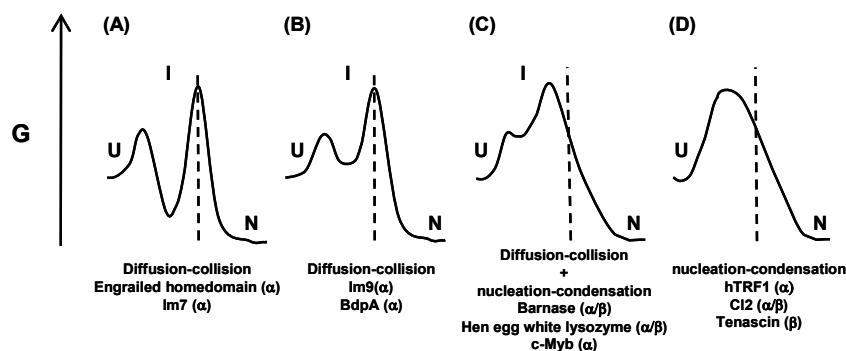 (A)
(B)
(C)
(D)
G
U
I
N
U
I
N
U
I
N
U
N
Diffusion-collision
Engrailed homedomain (α)
Im7 (α)
Diffusion-collision
Im9(α)
BdpA (α)
Diffusion-collision
+
nucleation-condensation
Barnase (α/β)
Hen egg white lysozyme (α/β)
c-Myb (α)
nucleation-condensation
hTRF1 (α)
CI2 (α/β)
Tenascin (β)